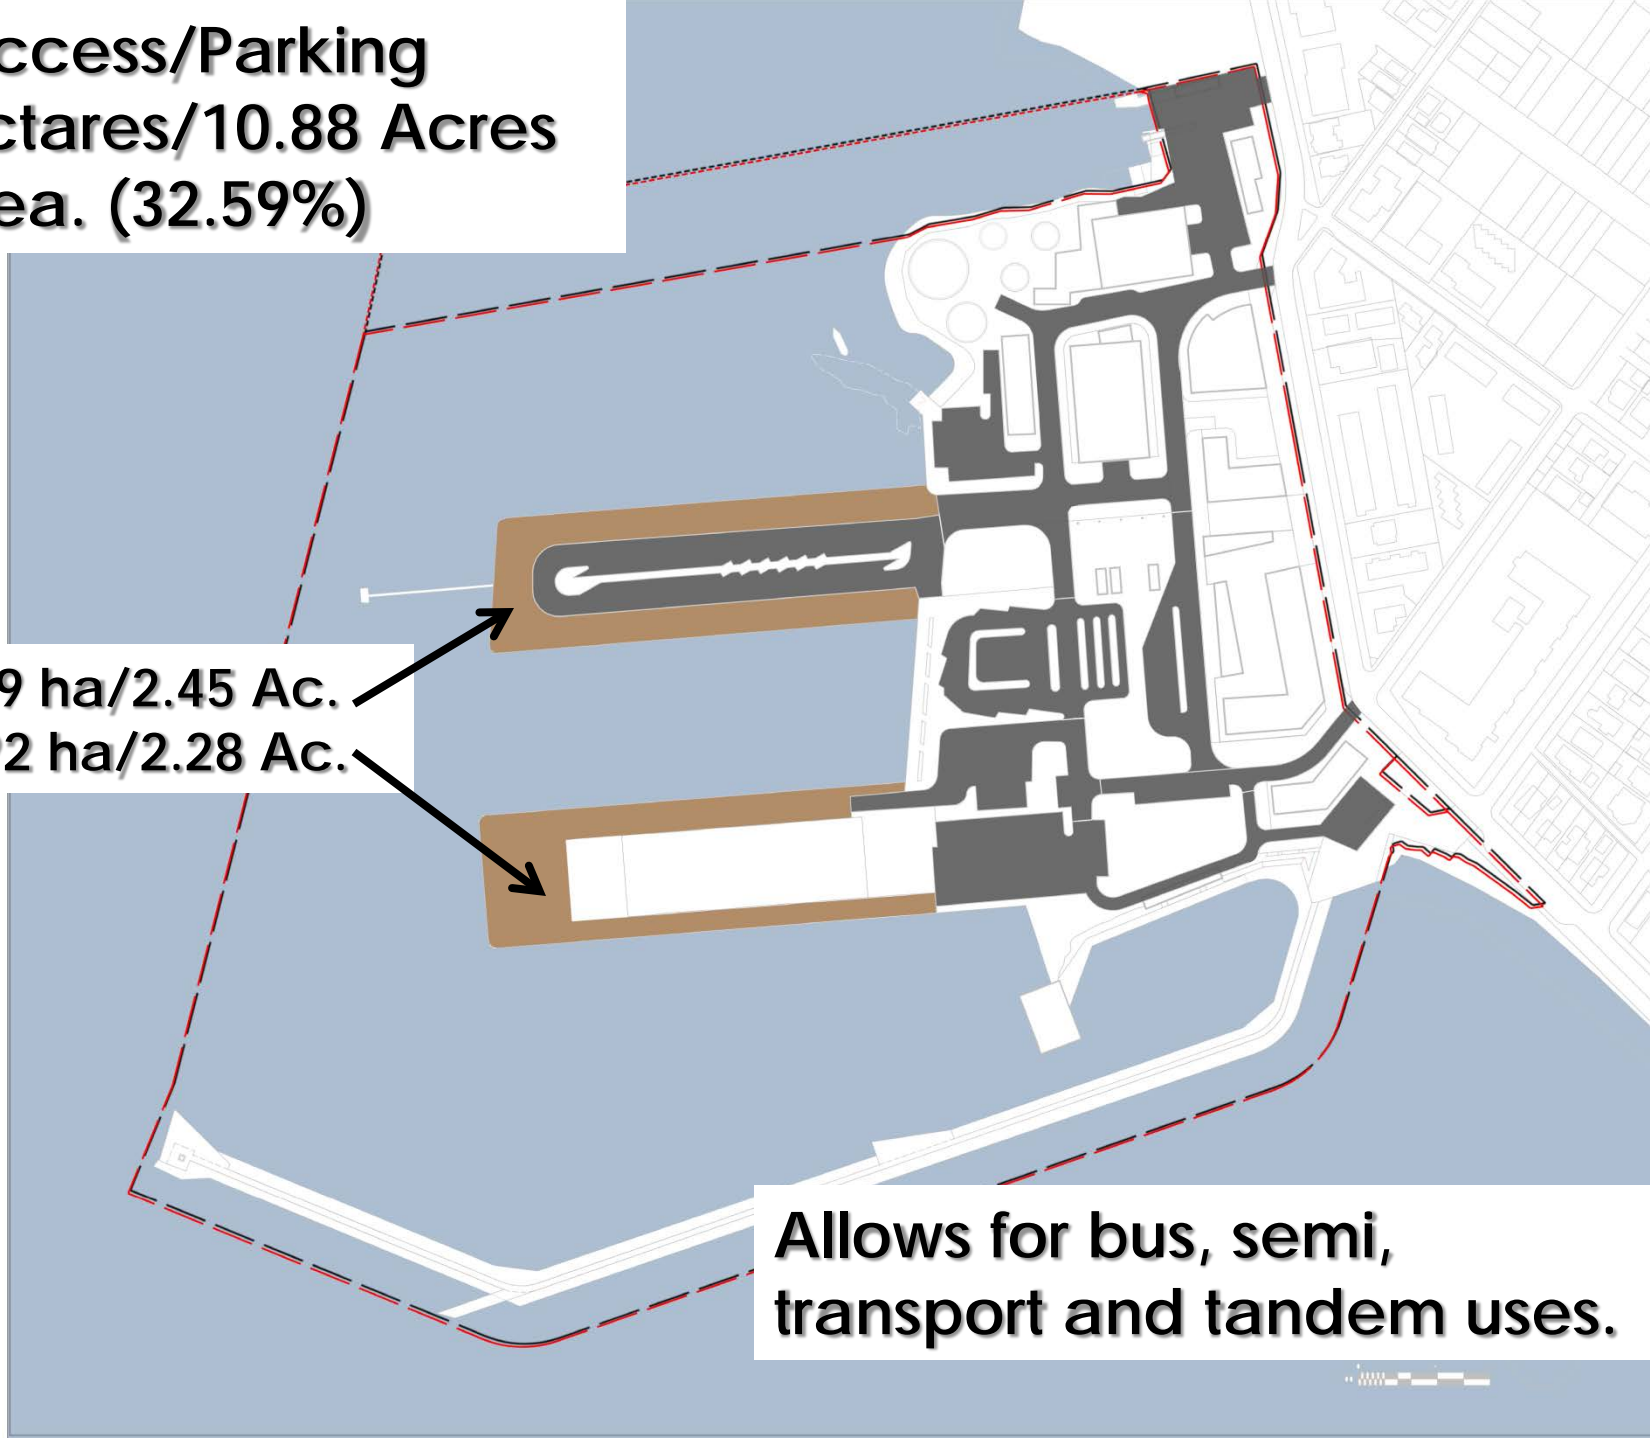 ccess/Parking
ctares/10.88 Acres
ea. (32.59%)
9 ha/2.45 Ac.
92 ha/2.28 Ac.
Allows for bus, semi,
transport and tandem uses.